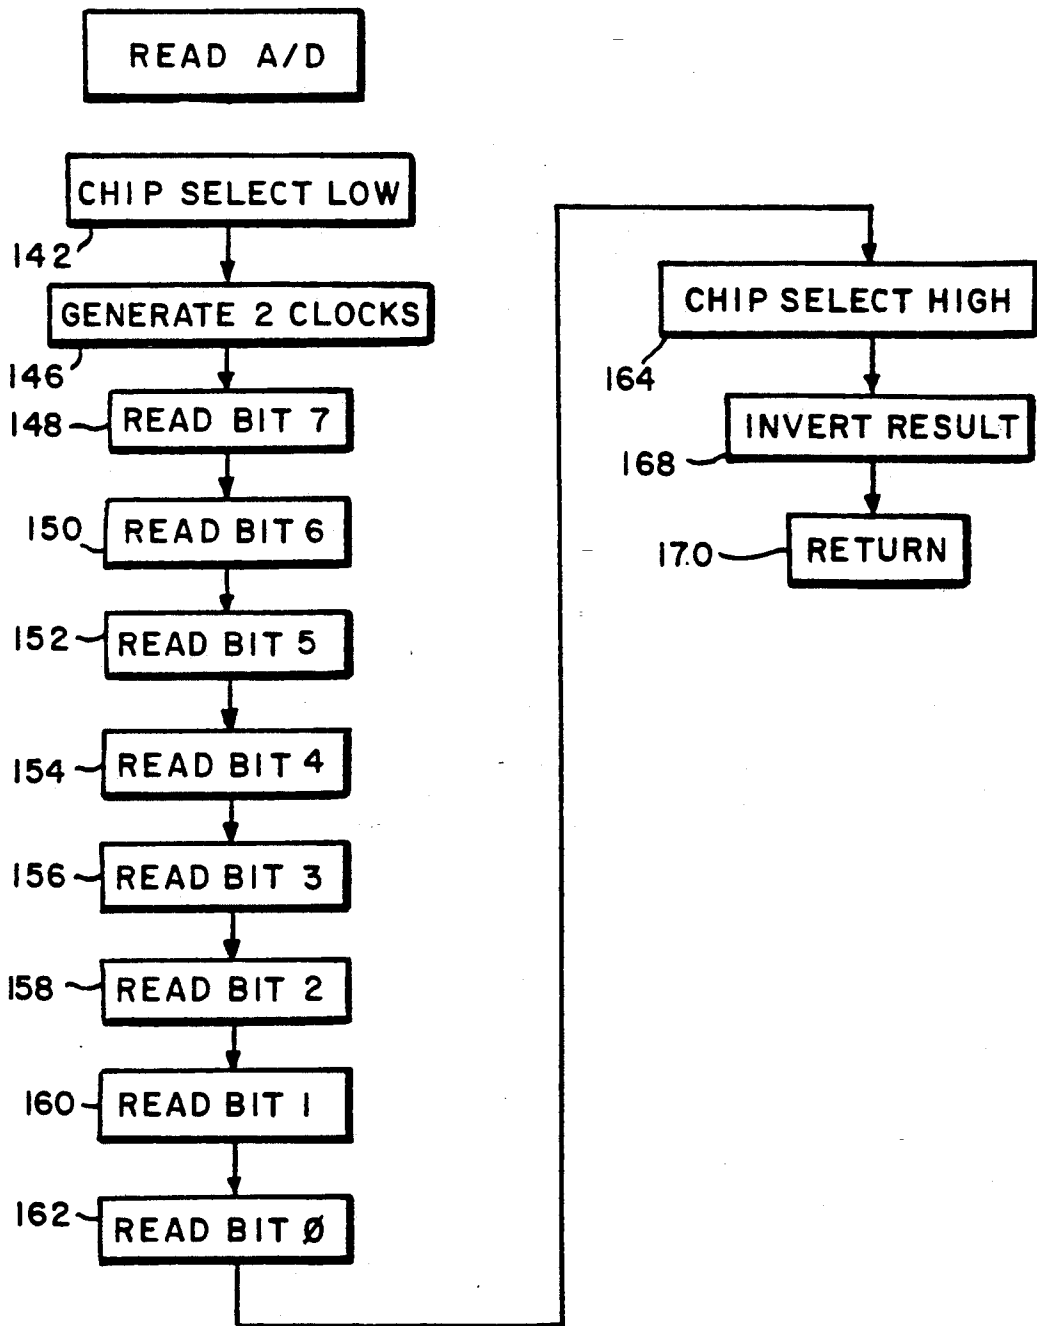 READ A/D
CHIP SELECT LOW
142
GENERATE 2 CLOCKS
146
READ BIT 7
148
READ BIT 6
150
READ BIT 5
152
READ BIT 4
154
READ BIT 3
156
READ BIT 2
158
READ BIT 1
160
READ BIT Ø
162
CHIP SELECT HIGH
164
INVERT RESULT
168
RETURN
17.0